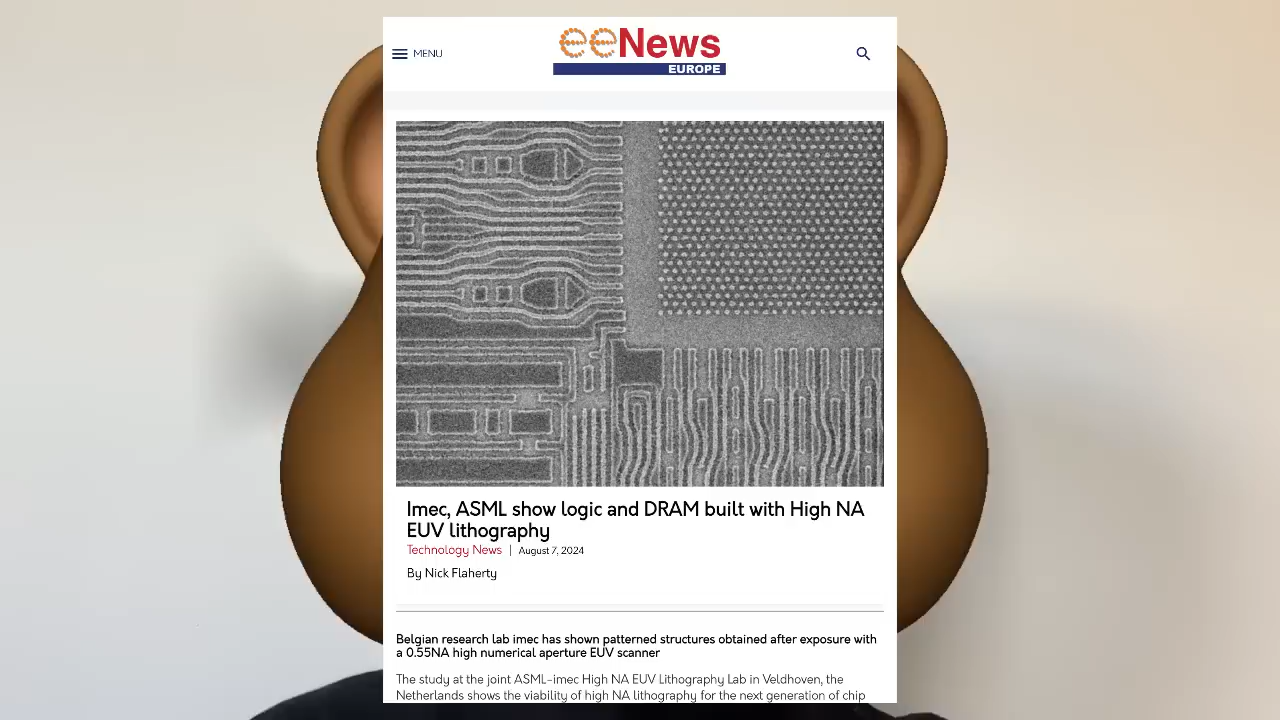 MENU
eeNews
EUROPE
Imec, ASML show logic and DRAM built with High NA
EUV lithography
Technology News | August 7, 2024
By Nick Flaherty
Belgian research lab imec has shown patterned structures obtained after exposure with
a 0.55NA high numerical aperture EUV scanner
The study at the joint ASML-imec High NA EUV Lithography Lab in Veldhoven, the
Netherlands shows the viability of high NA lithography for the next generation of chip